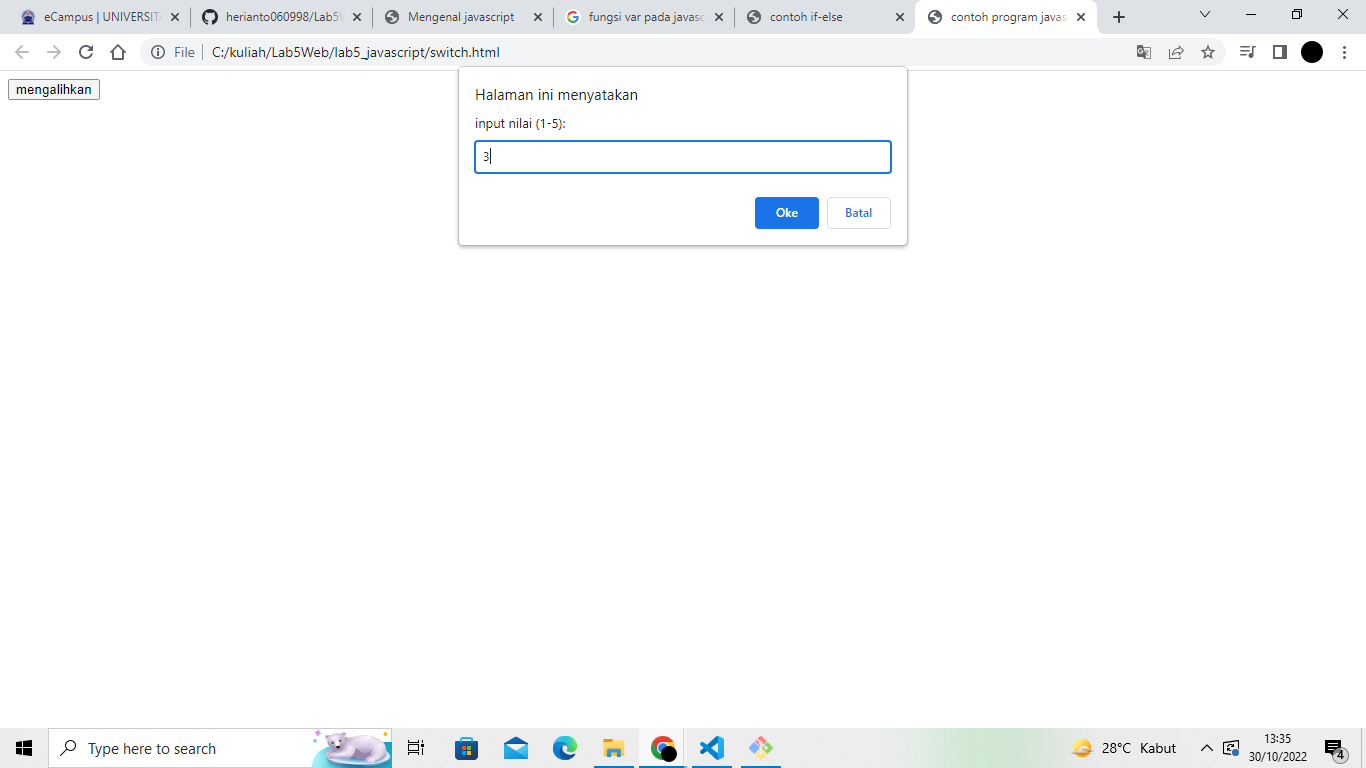 eCampus | UNIVERSITA
herianto060998/Lab5W
Mengenal javascript
fungsi var pada javasc
contoh if-else
contoh program javas
File
C:/kuliah/Lab5Web/lab5_javascript/switch.html
mengalihkan
Halaman ini menyatakan
input nilai (1-5):
3
Oke
Batal
Type here to search
28°C Kabut
13:35
30/10/2022
4